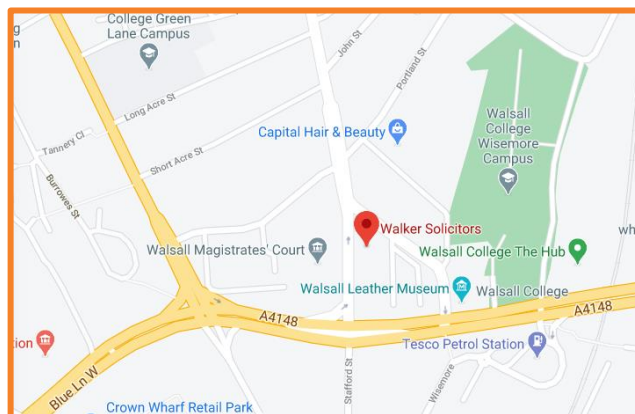 College Green
Lane Campus
John St
Portland St
Long Acre St
Tannery Cl
Short Acre St
Burrowes St
Capital Hair & Beauty
Walsall
College
Wisemore
Campus
Walker Solicitors
Walsall Magistrates' Court
Walsall College The Hub
wh
Walsall Leather Museum
Walsall College
A4148
A4148
Tesco Petrol Station
tion
Stafford St
Wisemore
Blue Ln W
Crown Wharf Retail Park